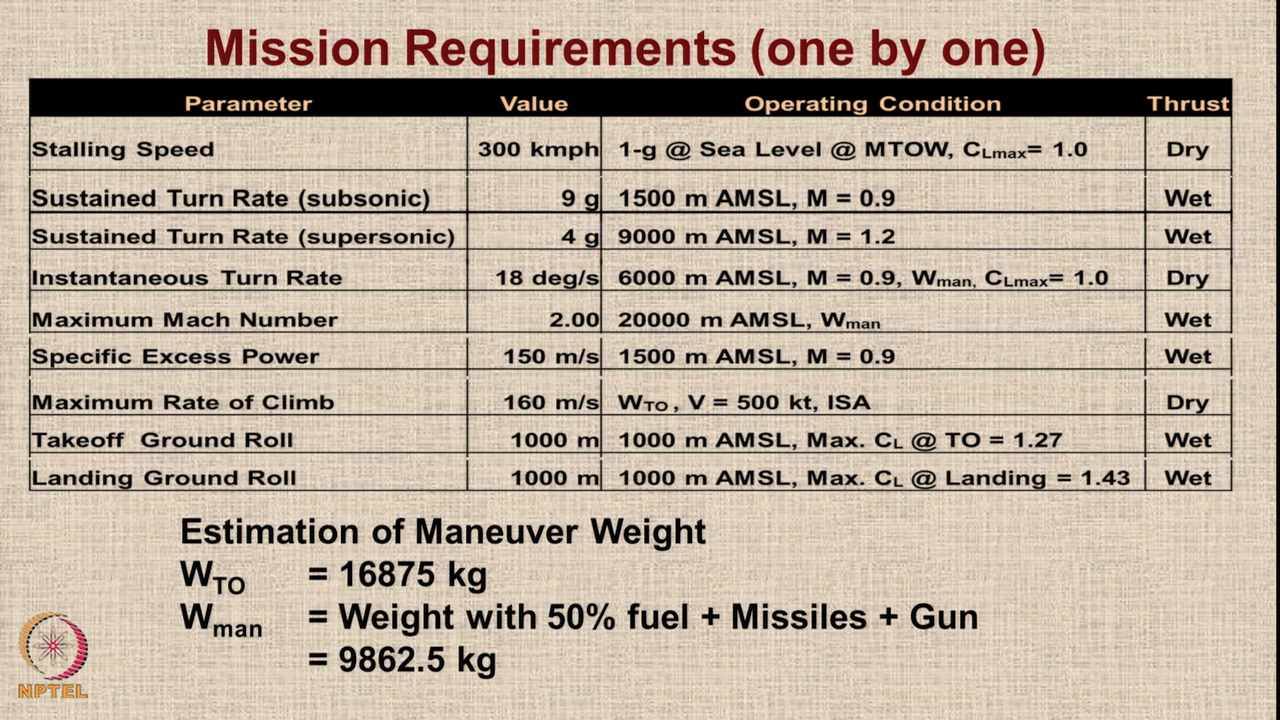 Mission Requirements (one by one)
Parameter Value Operating Condition Thrust
Stalling Speed 300 kmph 1-g @ Sea Level @ MTOW, CLmax= 1.0 Dry
Sustained Turn Rate (subsonic) 9 g 1500 m AMSL, M = 0.9 Wet
Sustained Turn Rate (supersonic) 4 g 9000 m AMSL, M = 1.2 Wet
Instantaneous Turn Rate 18 deg/s 6000 m AMSL, M = 0.9, Wman, CLmax= 1.0 Dry
Maximum Mach Number 2.00 20000 m AMSL, Wman Wet
Specific Excess Power 150 m/s 1500 m AMSL, M = 0.9 Wet
Maximum Rate of Climb 160 m/s WTO , V = 500 kt, ISA Dry
Takeoff Ground Roll 1000 m 1000 m AMSL, Max. CL @ TO = 1.27 Wet
Landing Ground Roll 1000 m 1000 m AMSL, Max. CL @ Landing = 1.43 Wet
Estimation of Maneuver Weight
WTO = 16875 kg
Wman = Weight with 50% fuel + Missiles + Gun
= 9862.5 kg
NPTEL